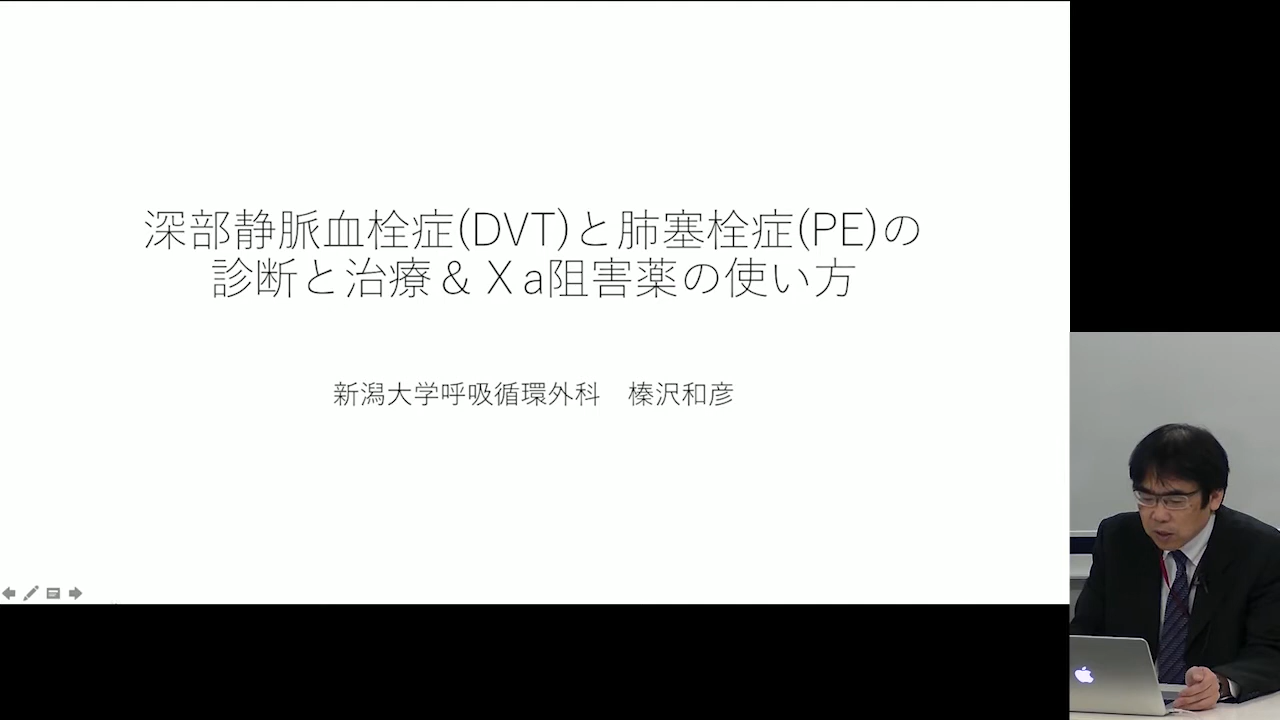 深部静脈血栓症(DVT)と肺塞栓症(PE)の
診断と治療＆Ｘa阻害薬の使い方
新潟大学呼吸循環外科　榛沢和彦